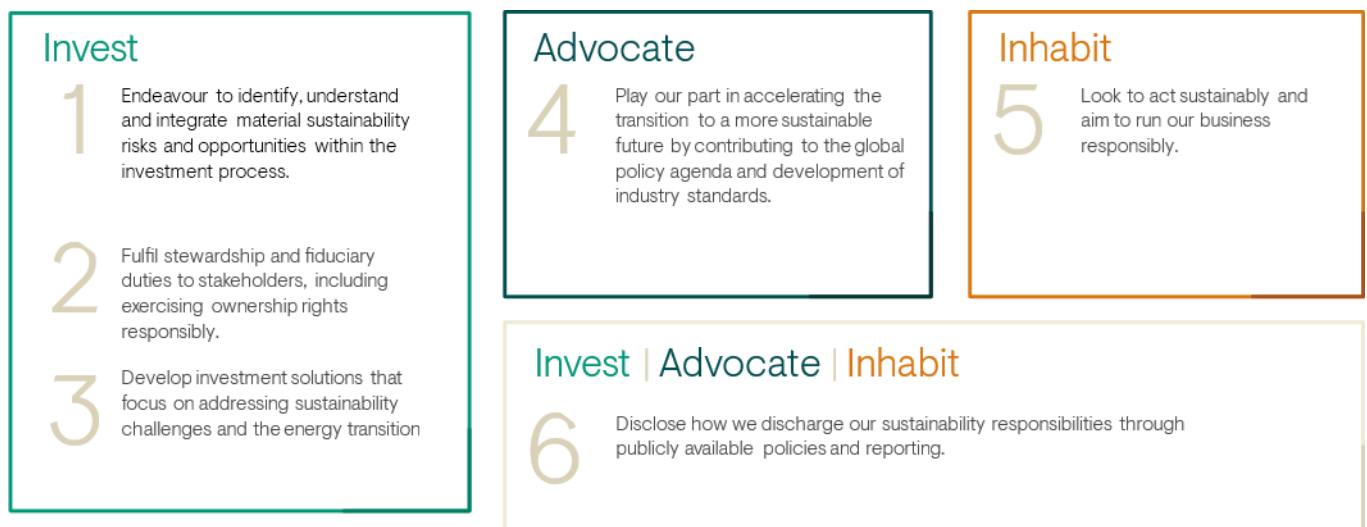 Invest
1
Endeavour to identify, understand
and integrate material sustainability
risks and opportunities within the
investment process.
2
Fulfil stewardship and fiduciary
duties to stakeholders, including
exercising ownership rights
responsibly.
3
Develop investment solutions that
focus on addressing sustainability
challenges and the energy transition
Advocate
4
Play our part in accelerating the
transition to a more sustainable
future by contributing to the global
policy agenda and development of
industry standards.
Inhabit
5
Look to act sustainably and
aim to run our business
responsibly.
Invest | Advocate | Inhabit
6
Disclose how we discharge our sustainability responsibilities through
publicly available policies and reporting.